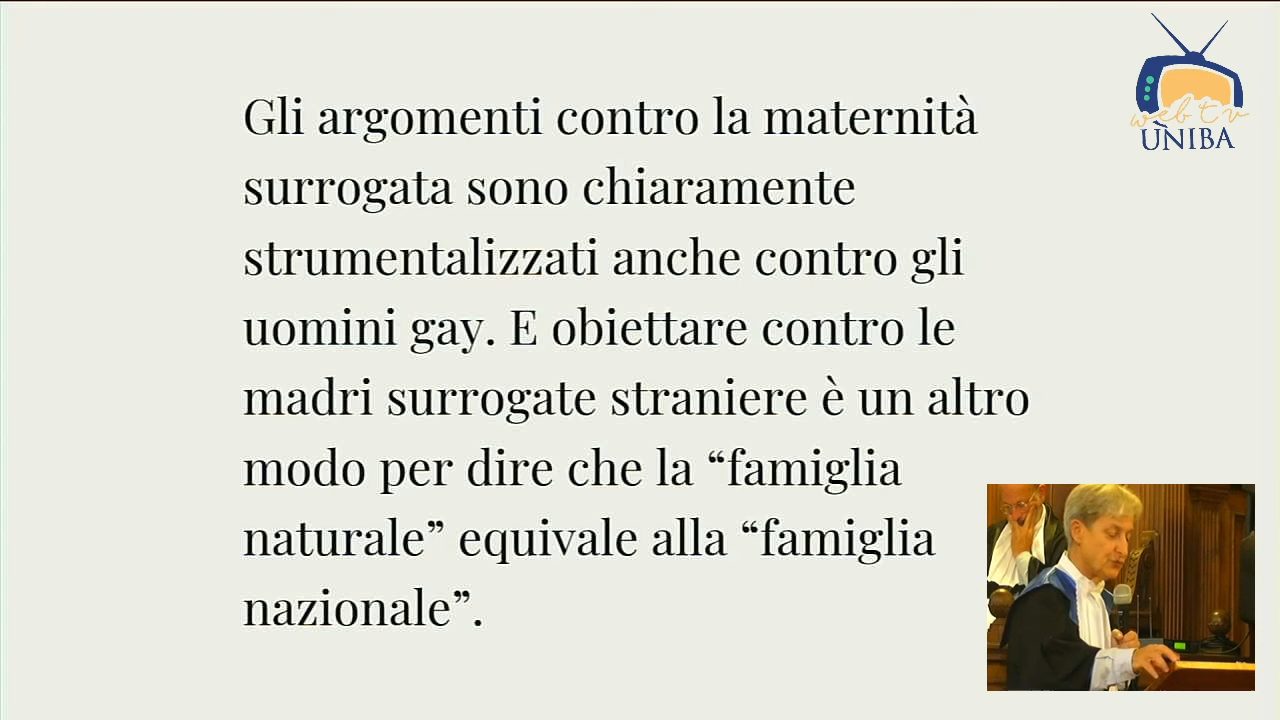 Gli argomenti contro la maternità
surrogata sono chiaramente
strumentalizzati anche contro gli
uomini gay. E obiettare contro le
madri surrogate straniere è un altro
modo per dire che la “famiglia
naturale” equivale alla “famiglia
nazionale”.
web tv
UNIBA